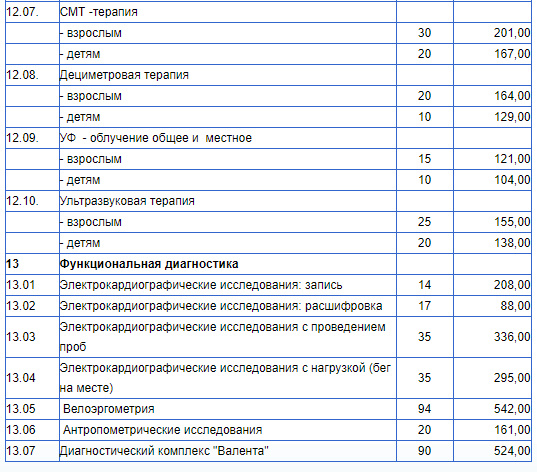 12.07. СМТ -терапия
- взрослым 30 201,00
- детям 20 167,00
12.08. Дециметровая терапия
- взрослым 20 164,00
- детям 10 129,00
12.09. УФ - облучение общее и местное
- взрослым 15 121,00
- детям 10 104,00
12.10. Ультразвуковая терапия
- взрослым 25 155,00
- детям 20 138,00
13 Функциональная диагностика
13.01 Электрокардиографические исследования: запись 14 208,00
13.02 Электрокардиографические исследования: расшифровка 17 88,00
13.03 Электрокардиографические исследования с проведением
проб 35 336,00
13.04 Электрокардиографические исследования с нагрузкой (бег
на месте) 35 295,00
13.05 Велоэргометрия 94 542,00
13.06 Антропометрические исследования 20 161,00
13.07 Диагностический комплекс "Валента" 90 524,00